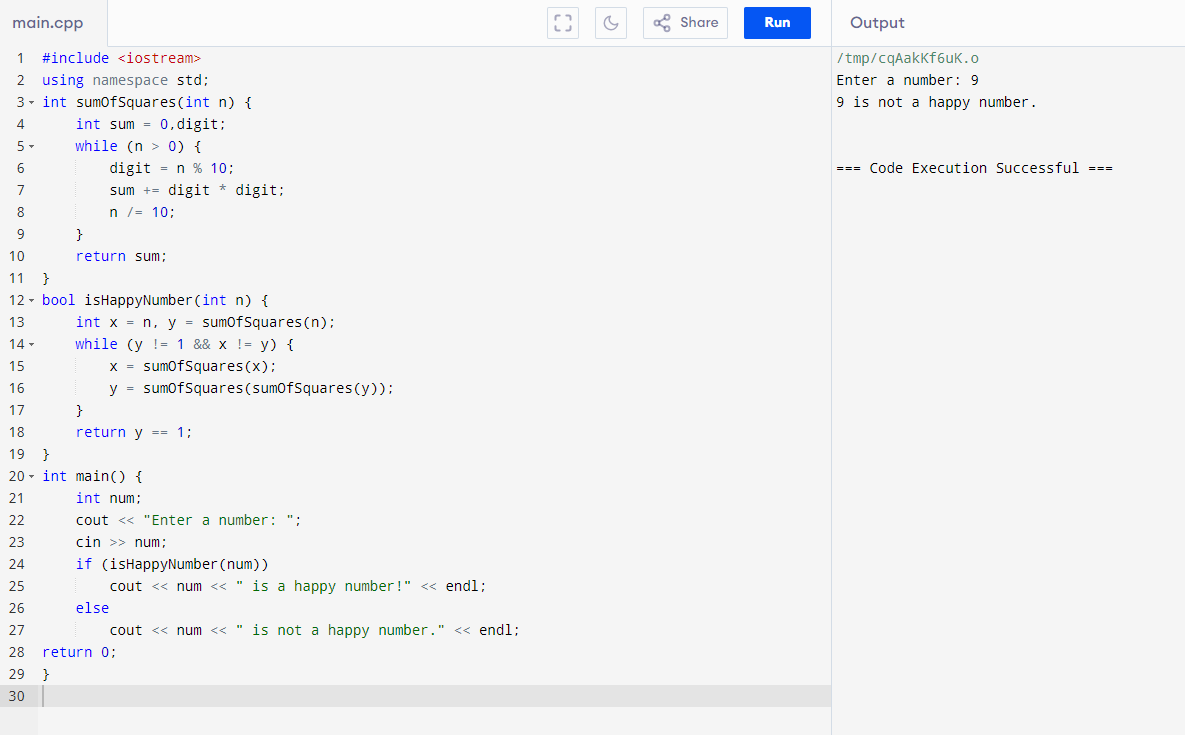 main.cpp
Share
Run
Output
1 #include <iostream>
2 using namespace std;
3 int sumOfSquares(int n) {
4     int sum = 0,digit;
5     while (n > 0) {
6         digit = n % 10;
7         sum += digit * digit;
8         n /= 10;
9     }
10     return sum;
11 }
12 bool isHappyNumber(int n) {
13     int x = n, y = sumOfSquares(n);
14     while (y != 1 && x != y) {
15         x = sumOfSquares(x);
16         y = sumOfSquares(sumOfSquares(y));
17     }
18     return y == 1;
19 }
20 int main() {
21     int num;
22     cout << "Enter a number: ";
23     cin >> num;
24     if (isHappyNumber(num))
25         cout << num << " is a happy number!" << endl;
26     else
27         cout << num << " is not a happy number." << endl;
28 return 0;
29 }
30
/tmp/cqAakKf6uK.o
Enter a number: 9
9 is not a happy number.
=== Code Execution Successful ===